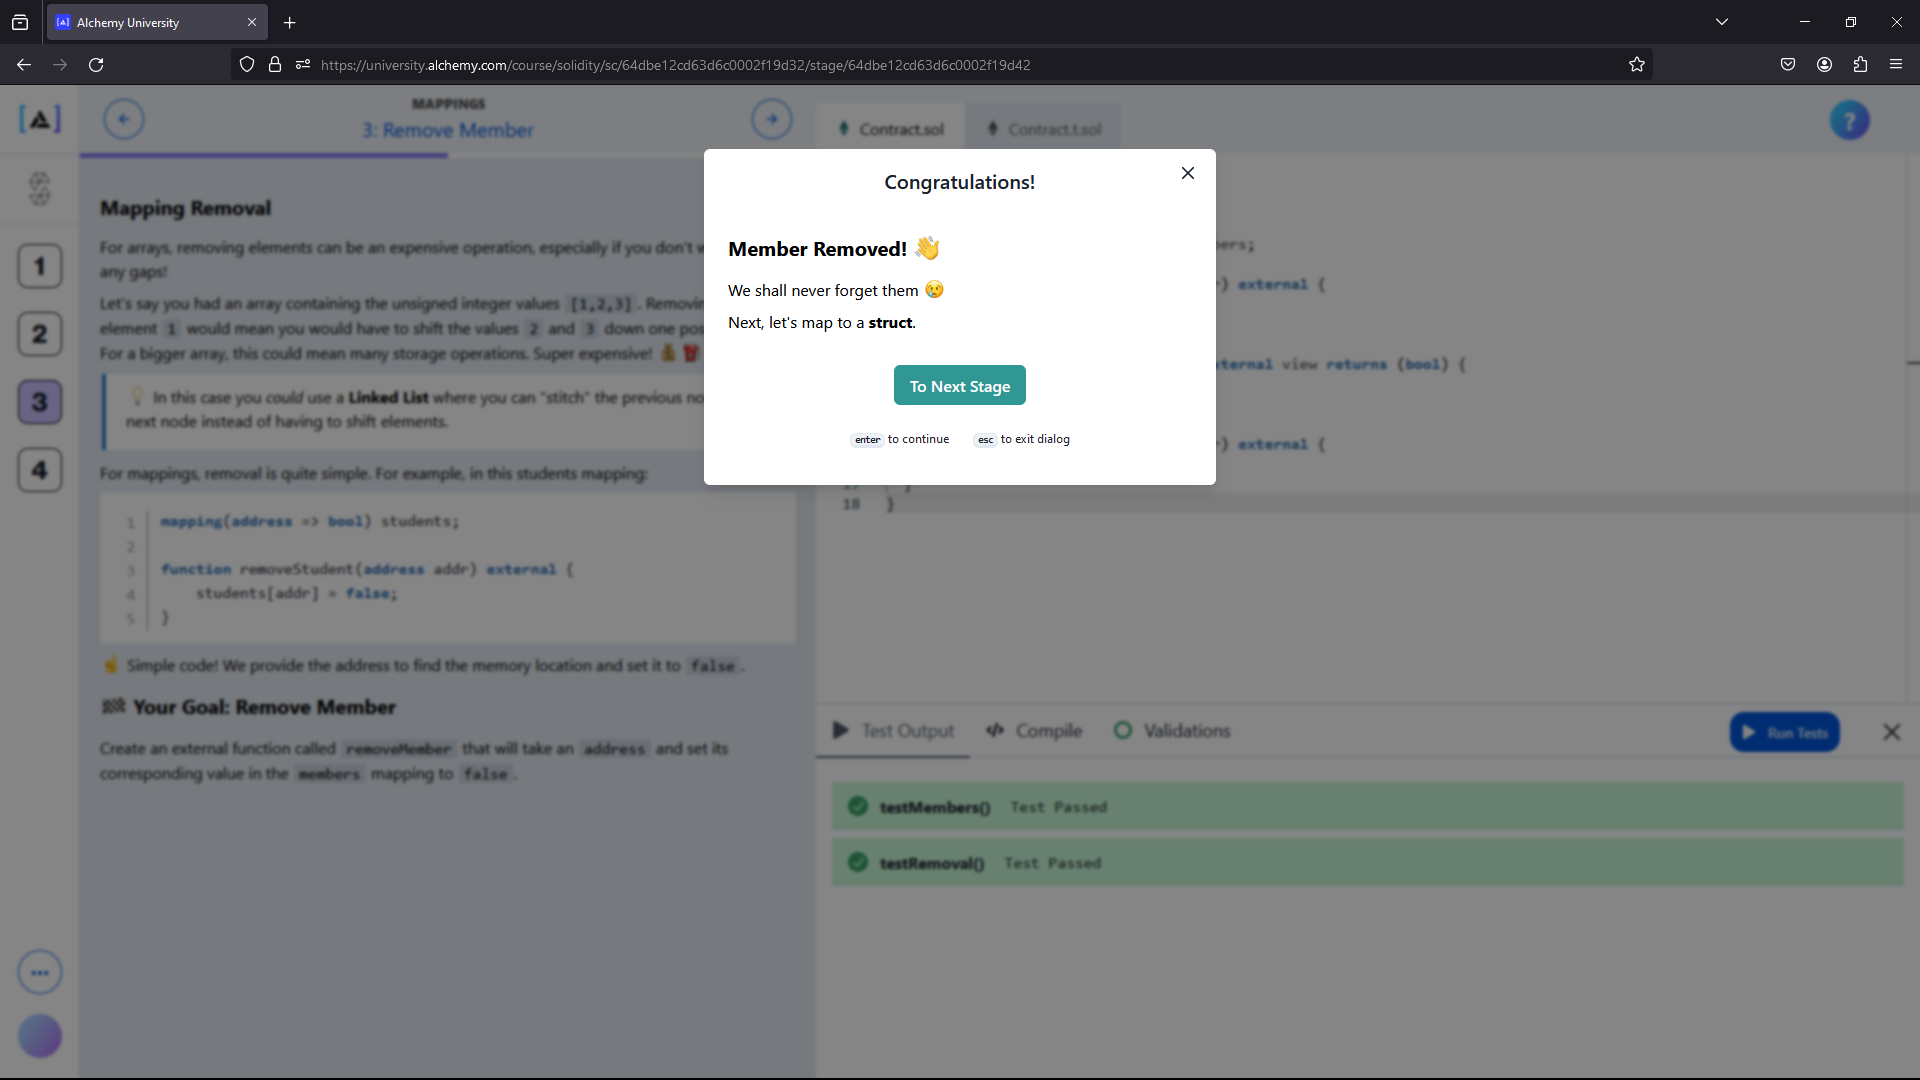 Alchemy University
https://university.alchemy.com/course/solidity/sc/64dbe12cd63d6c0002f19d32/stage/64dbe12cd63d6c0002f19d42
MAPPINGS
3: Remove Member
1
2
3
4
Mapping Removal
For arrays, removing elements can be an expensive operation, especially if you don't
any gaps!
Let's say you had an array containing the unsigned integer values [1,2,3].
element 1 would mean you would have to shift the values 2 and 3 down one
For a bigger array, this could mean many storage operations. Super expensive!
In this case you could use a Linked List where you can "stitch" the previous
next node instead of having to shift elements.
For mappings, removal is quite simple. For example, in this students mapping:
1 mapping(address => bool) students;
2
3 function removeStudent(address addr) external {
4 students[addr] = false;
5 }
☝ Simple code! We provide the address to find the memory location and set it to false.
🏁 Your Goal: Remove Member
Create an external function called removeMember that will take an address and set its
corresponding value in the members mapping to false.
Contract.sol
Contract.t.sol
?
) external {
view returns (bool) {
) external {
}
18 }
Congratulations!
Member Removed! 👋
We shall never forget them 😢
Next, let's map to a struct.
To Next Stage
enter to continue esc to exit dialog
Test Output
Compile
Validations
Run Tests
testMembers() Test Passed
testRemoval() Test Passed